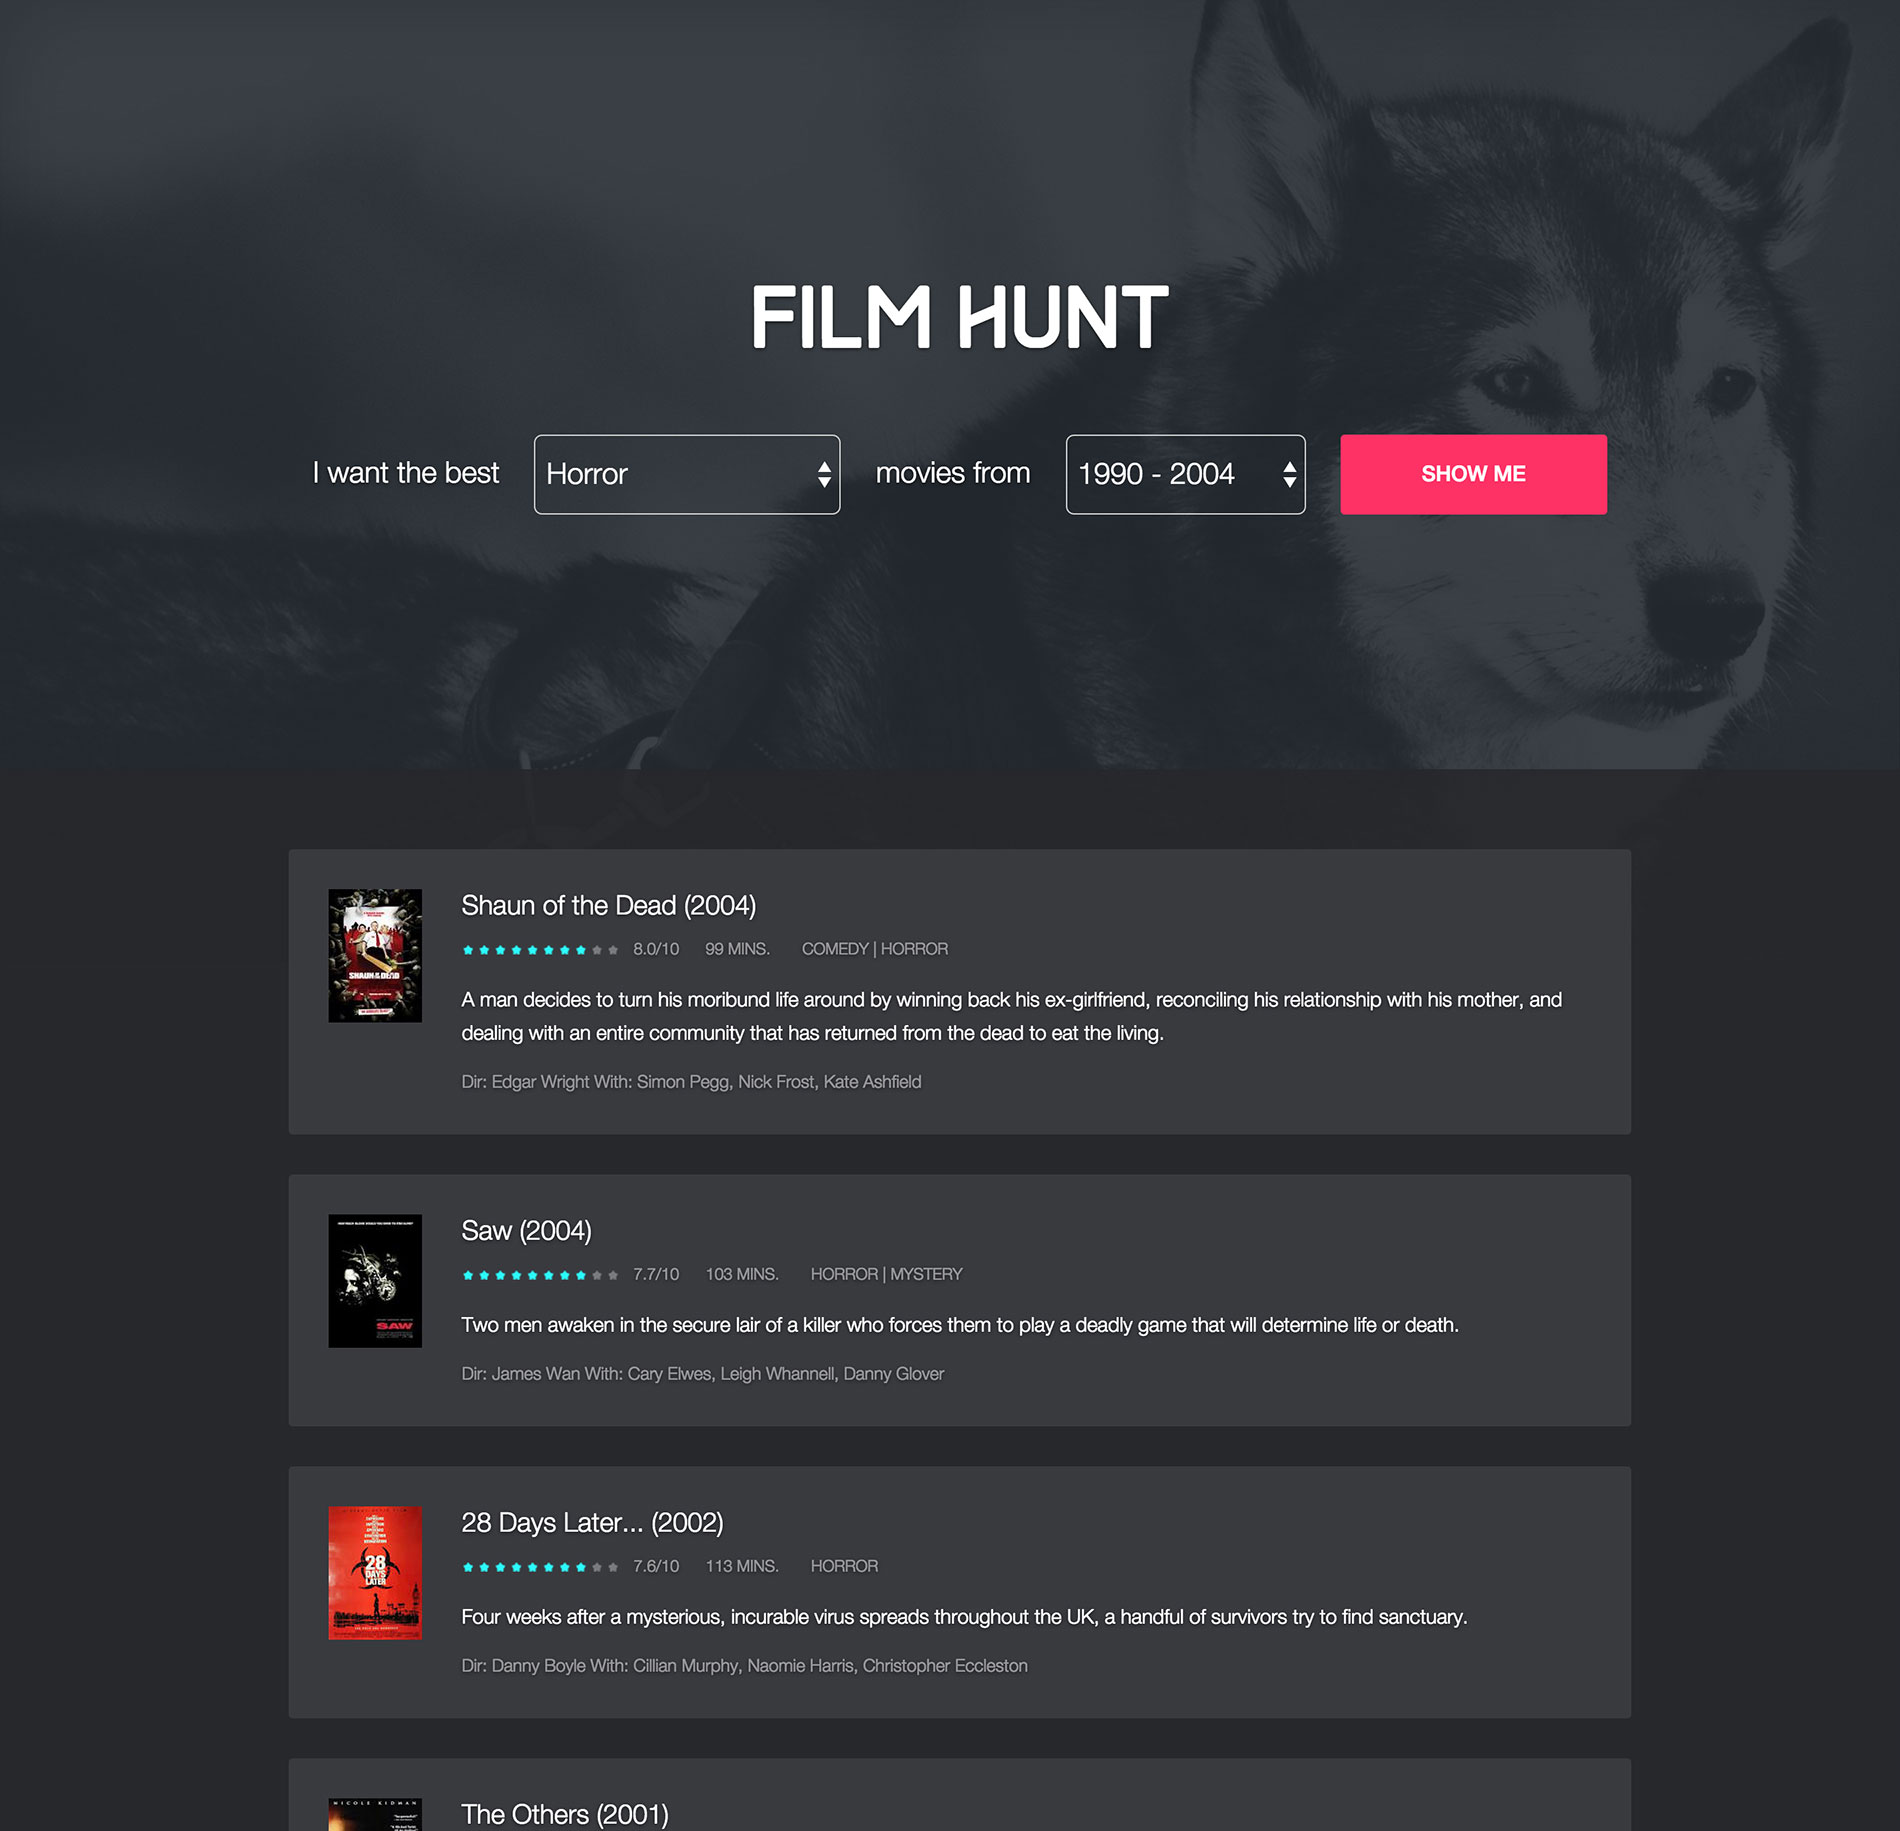 FILM HUNT
I want the best Horror movies from 1990 - 2004 SHOW ME
Shaun of the Dead (2004)
8.0/10 99 MINS. COMEDY | HORROR
A man decides to turn his moribund life around by winning back his ex-girlfriend, reconciling his relationship with his mother, and
dealing with an entire community that has returned from the dead to eat the living.
Dir: Edgar Wright With: Simon Pegg, Nick Frost, Kate Ashfield
SHAUN OF THE DEAD
Saw (2004)
7.7/10 103 MINS. HORROR | MYSTERY
Two men awaken in the secure lair of a killer who forces them to play a deadly game that will determine life or death.
Dir: James Wan With: Cary Elwes, Leigh Whannell, Danny Glover
SAW
28 Days Later... (2002)
7.6/10 113 MINS. HORROR
Four weeks after a mysterious, incurable virus spreads throughout the UK, a handful of survivors try to find sanctuary.
Dir: Danny Boyle With: Cillian Murphy, Naomie Harris, Christopher Eccleston
28
DAYS
LATER
The Others (2001)
NICOLE KIDMAN